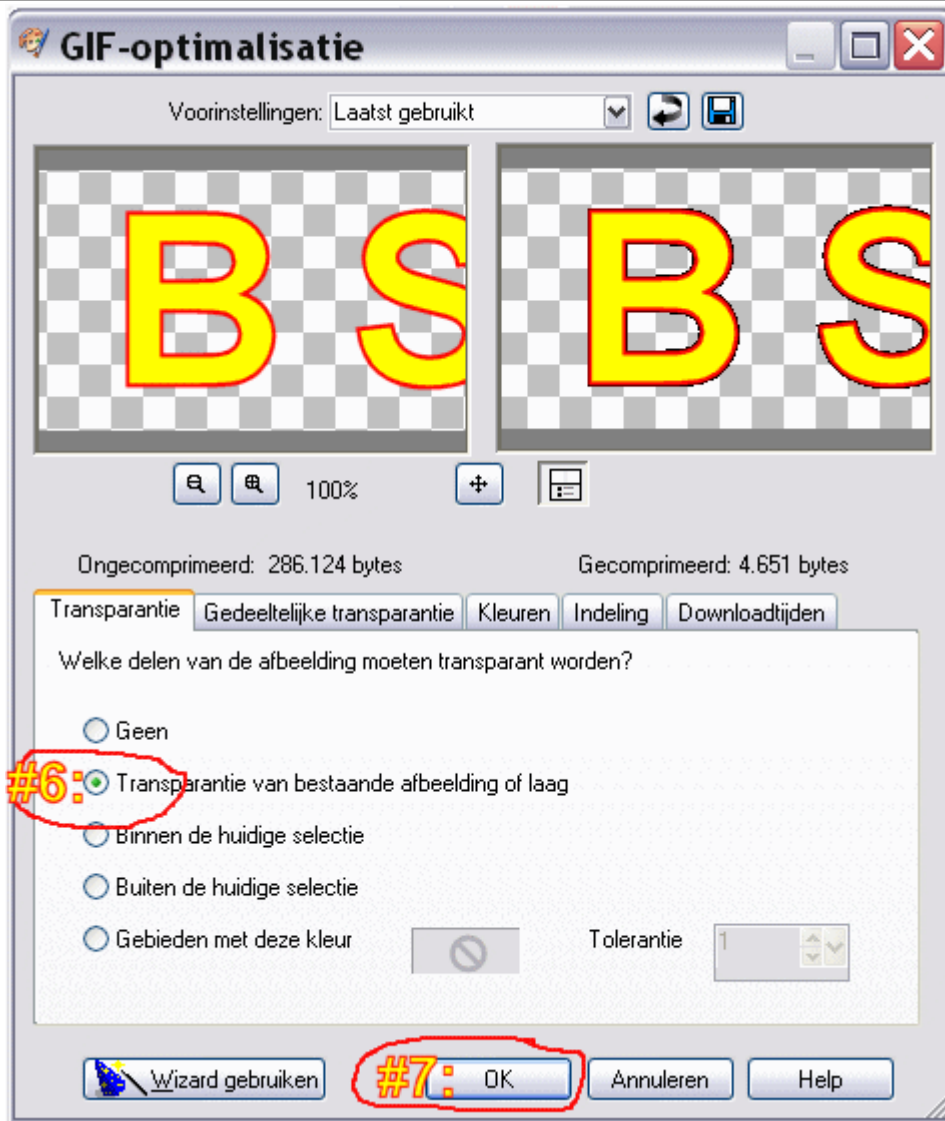 GIF-optimalisatie
Voorinstellingen: Laatst gebruikt
B S B S
100%
Ongecomprimeerd: 286.124 bytes Gecomprimeerd: 4.651 bytes
Transparantie Gedeeltelijke transparantie Kleuren Indeling Downloadtijden
Welke delen van de afbeelding moeten transparant worden?
Geen
#6: Transparantie van bestaande afbeelding of laag
Binnen de huidige selectie
Buiten de huidige selectie
Gebieden met deze kleur Tolerantie 1
Wizard gebruiken #7: OK Annuleren Help